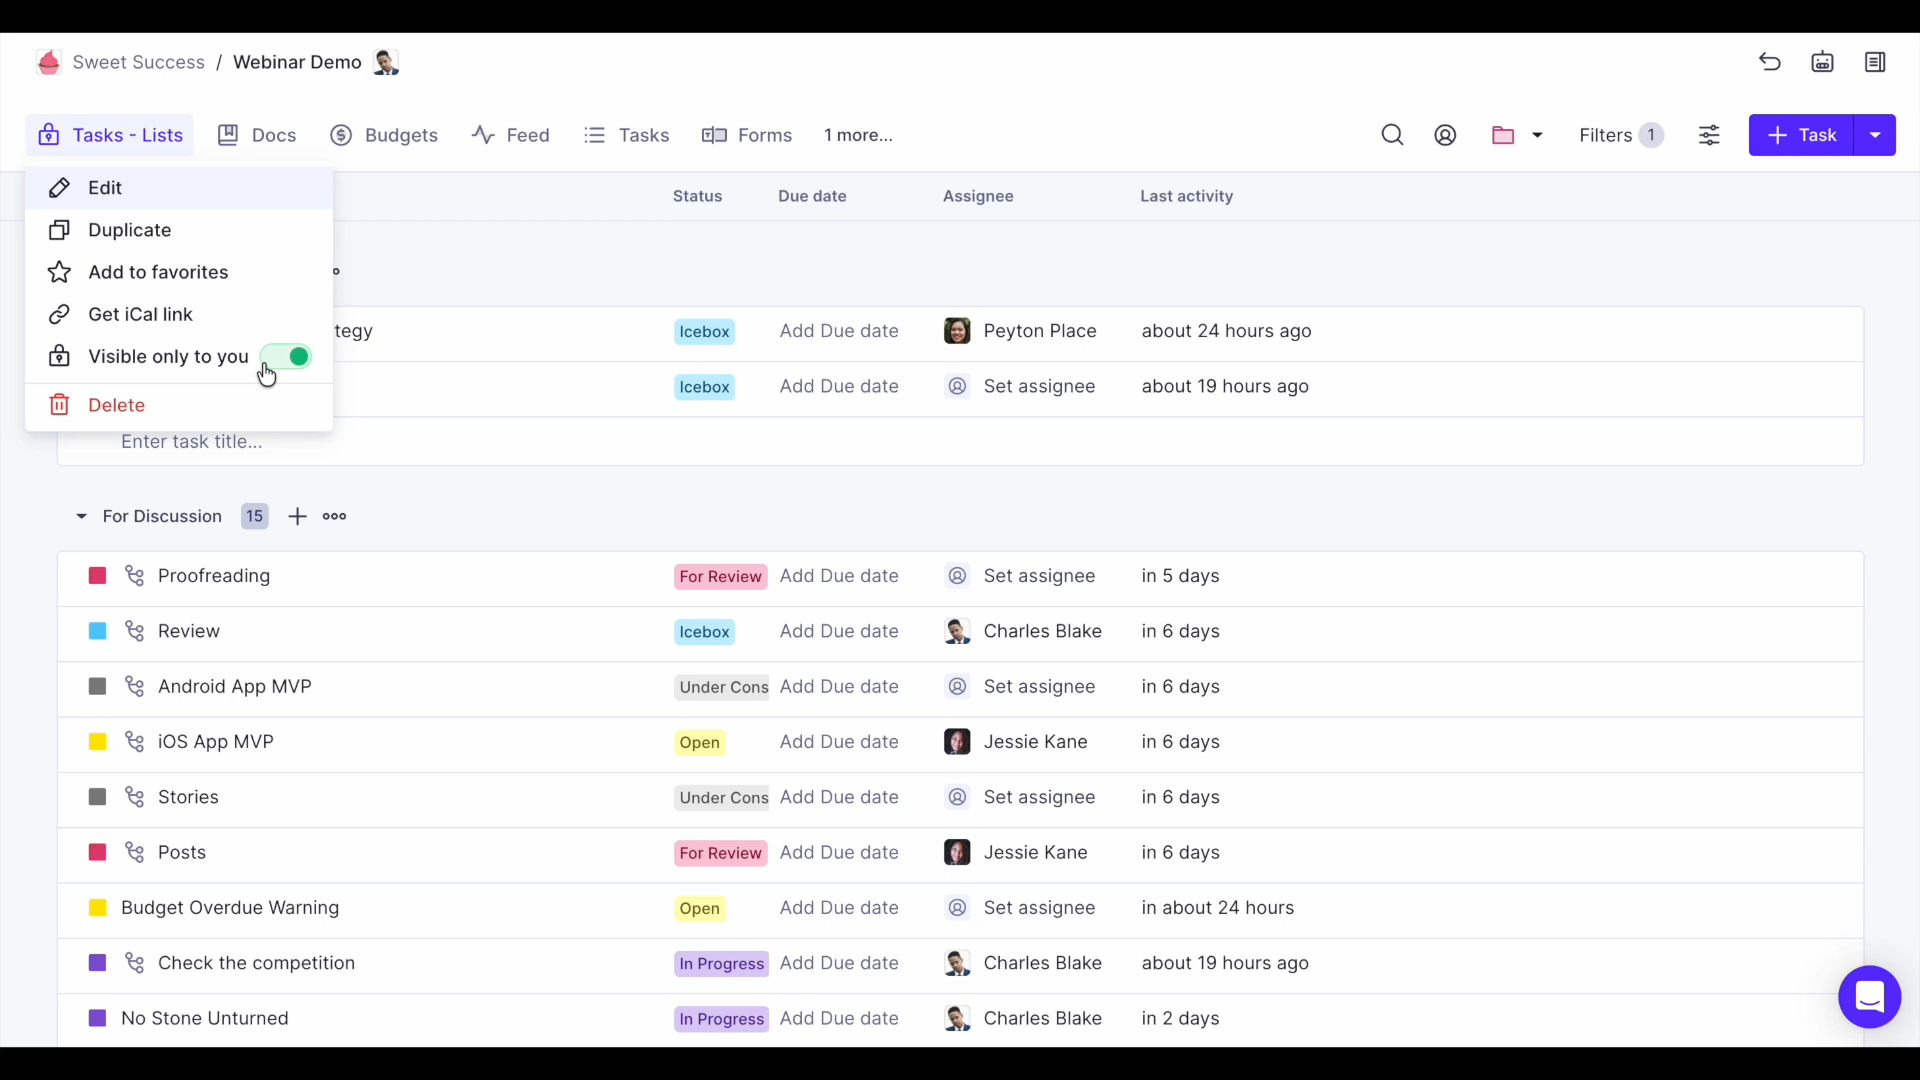 Sweet Success / Webinar Demo
Tasks - Lists Docs Budgets Feed Tasks Forms 1 more... Filters 1 + Task
Edit
Duplicate
Add to favorites
Get iCal link
Visible only to you
Delete
Status Due date Assignee Last activity
tegy Icebox Add Due date Peyton Place about 24 hours ago
Icebox Add Due date Set assignee about 19 hours ago
Enter task title...
For Discussion 15
Proofreading For Review Add Due date Set assignee in 5 days
Review Icebox Add Due date Charles Blake in 6 days
Android App MVP Under Cons Add Due date Set assignee in 6 days
iOS App MVP Open Add Due date Jessie Kane in 6 days
Stories Under Cons Add Due date Set assignee in 6 days
Posts For Review Add Due date Jessie Kane in 6 days
Budget Overdue Warning Open Add Due date Set assignee in about 24 hours
Check the competition In Progress Add Due date Charles Blake about 19 hours ago
No Stone Unturned In Progress Add Due date Charles Blake in 2 days